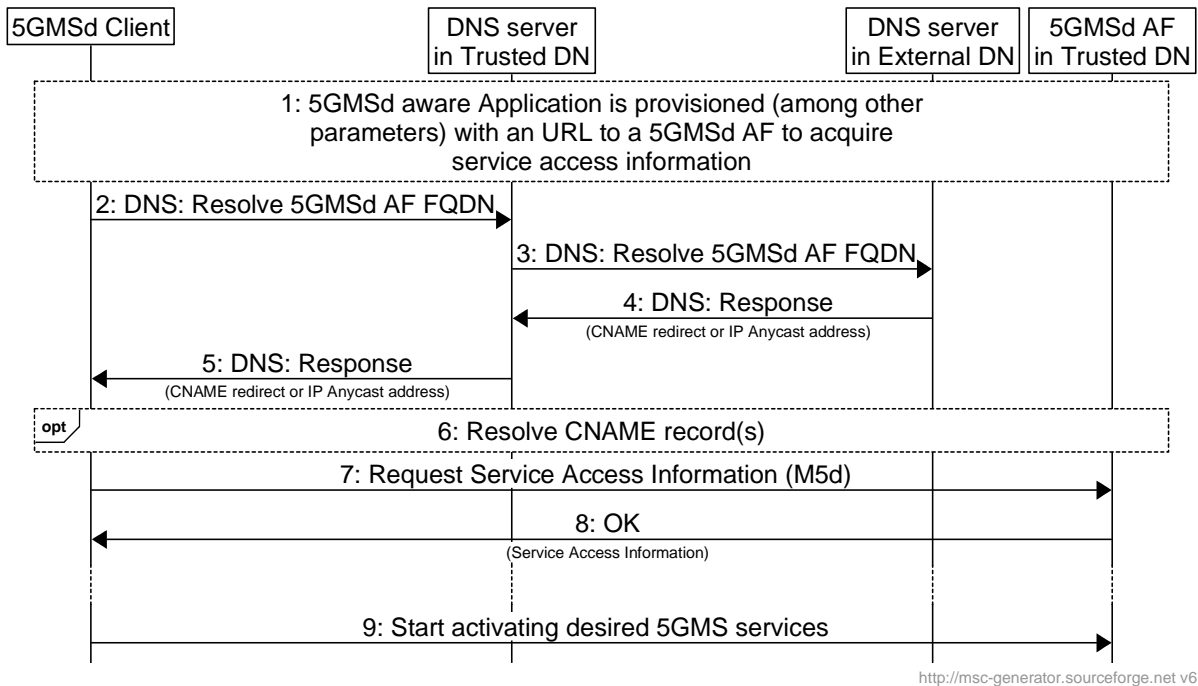 5GMSd Client
DNS server
in Trusted DN
DNS server
in External DN
5GMSd AF
in Trusted DN
1: 5GMSd aware Application is provisioned (among other
parameters) with an URL to a 5GMSd AF to acquire
service access information
2: DNS: Resolve 5GMSd AF FQDN
3: DNS: Resolve 5GMSd AF FQDN
4: DNS: Response
(CNAME redirect or IP Anycast address)
5: DNS: Response
(CNAME redirect or IP Anycast address)
opt
6: Resolve CNAME record(s)
7: Request Service Access Information (M5d)
8: OK
(Service Access Information)
9: Start activating desired 5GMS services
http://msc-generator.sourceforge.net v6